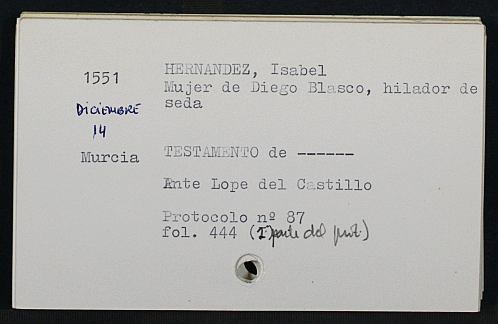 1551
HERNANDEZ, Isabel
Mujer de Diego Blasco, hilador de
seda
DICIEMBRE
14
Murcia
TESTAMENTO de ------
Ante Lope del Castillo
Protocolo nº 87
fol. 444 (I parte del prot.)